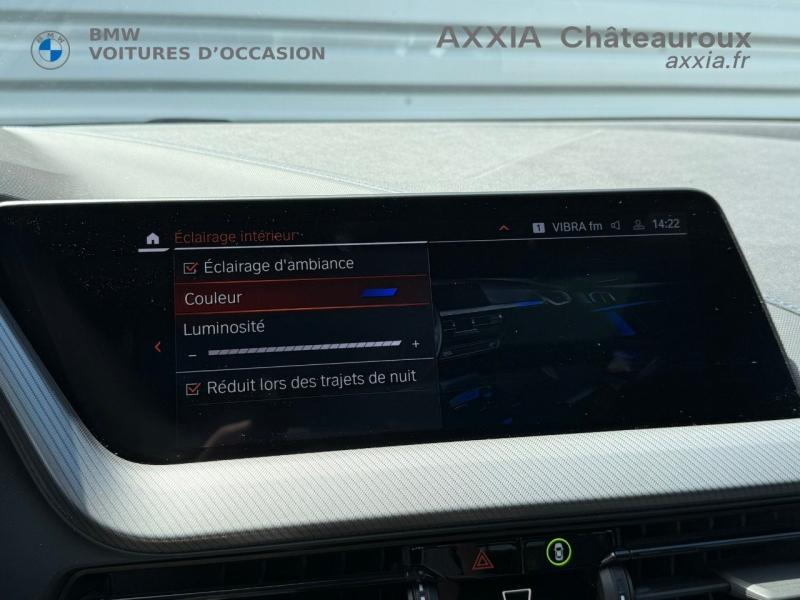 BMW
VOITURES D'OCCASION
AXXIA Châteauroux
axxia.fr
Éclairage intérieur
1 VIBRA fm 14:22
Éclairage d'ambiance
Couleur
Luminosité
− +
Réduit lors des trajets de nuit